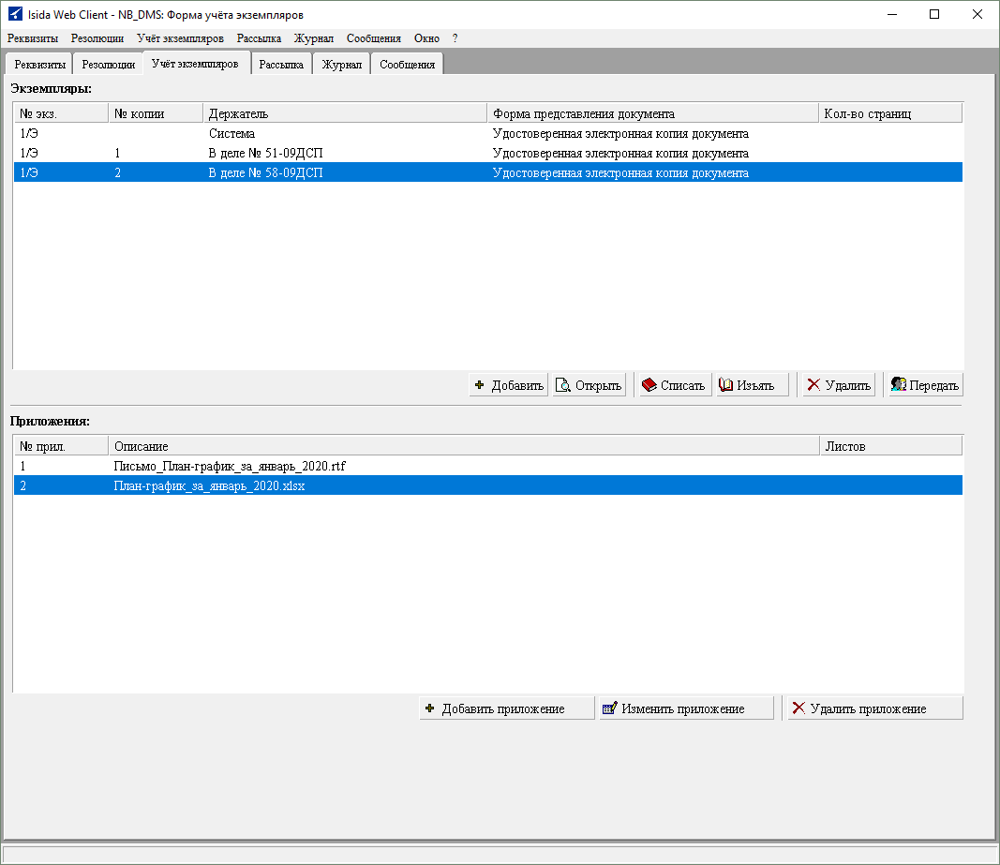 Isida Web Client - NB_DMS: Форма учёта экземпляров
Реквизиты Резолюции Учёт экземпляров Рассылка Журнал Сообщения Окно ?
Реквизиты Резолюции Учёт экземпляров Рассылка Журнал Сообщения
Экземпляры:
№ экз. № копии Держатель Форма представления документа Кол-во страниц
1/Э Система Удостоверенная электронная копия документа
1/Э 1 В деле № 51-09ДСП Удостоверенная электронная копия документа
1/Э 2 В деле № 58-09ДСП Удостоверенная электронная копия документа
Добавить Открыть Списать Изъять Удалить Передать
Приложения:
№ прил. Описание Листов
1 Письмо_План-график_за_январь_2020.rtf
2 План-график_за_январь_2020.xlsx
Добавить приложение Изменить приложение Удалить приложение